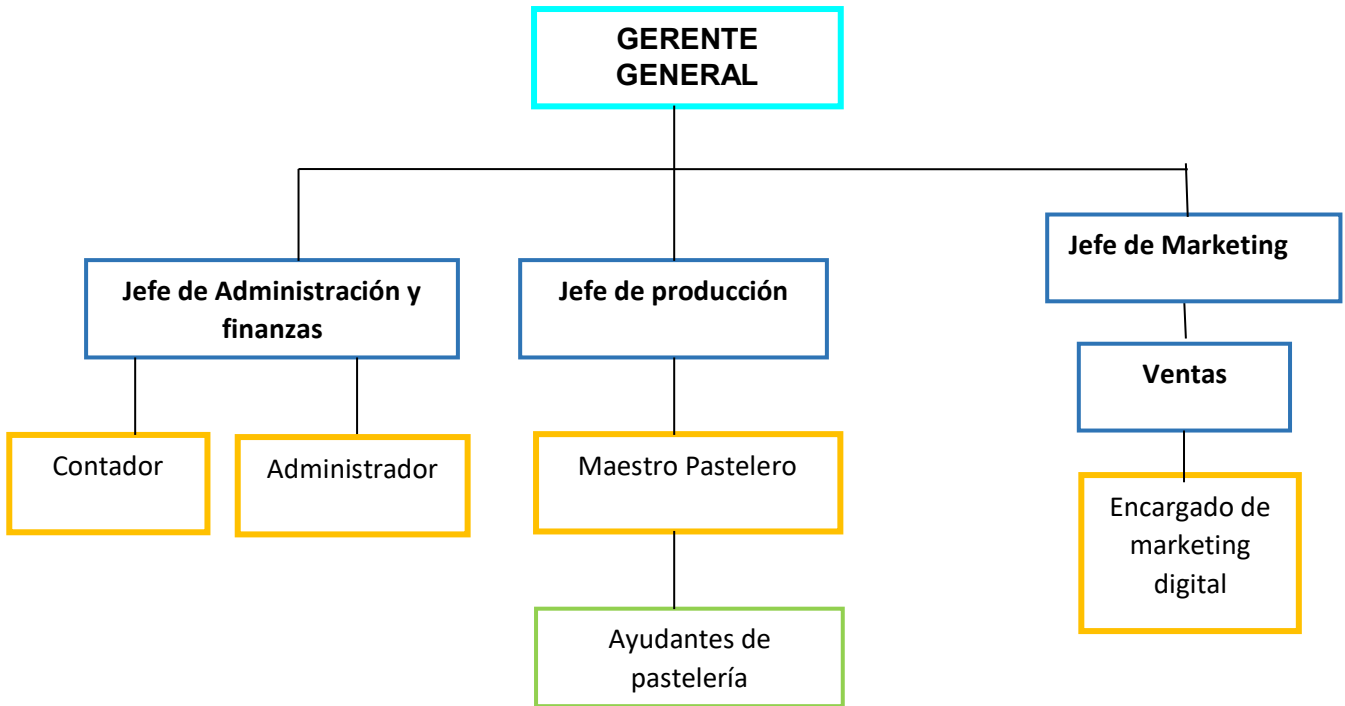 GERENTE
GENERAL
Jefe de Marketing
Jefe de Administración y
finanzas
Jefe de producción
Ventas
Contador
Administrador
Maestro Pastelero
Encargado de
marketing
digital
Ayudantes de
pastelería